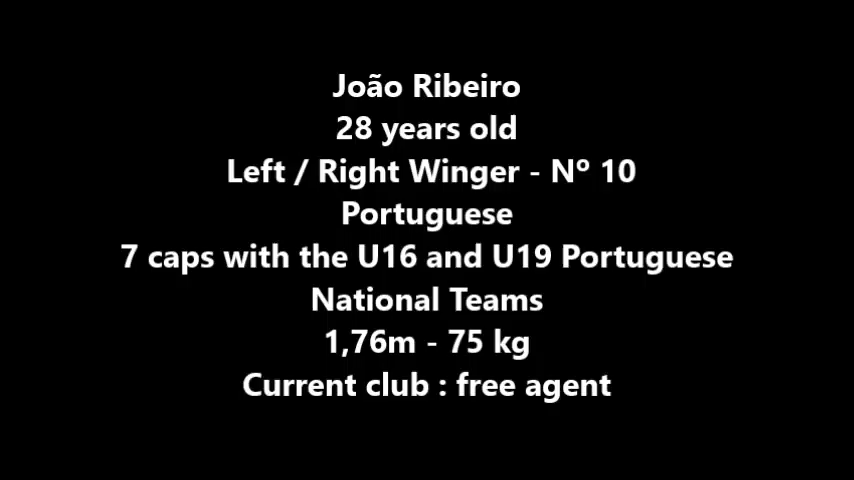 João Ribeiro
28 years old
Left / Right Winger - Nº 10
Portuguese
7 caps with the U16 and U19 Portuguese
National Teams
1,76m - 75 kg
Current club : free agent